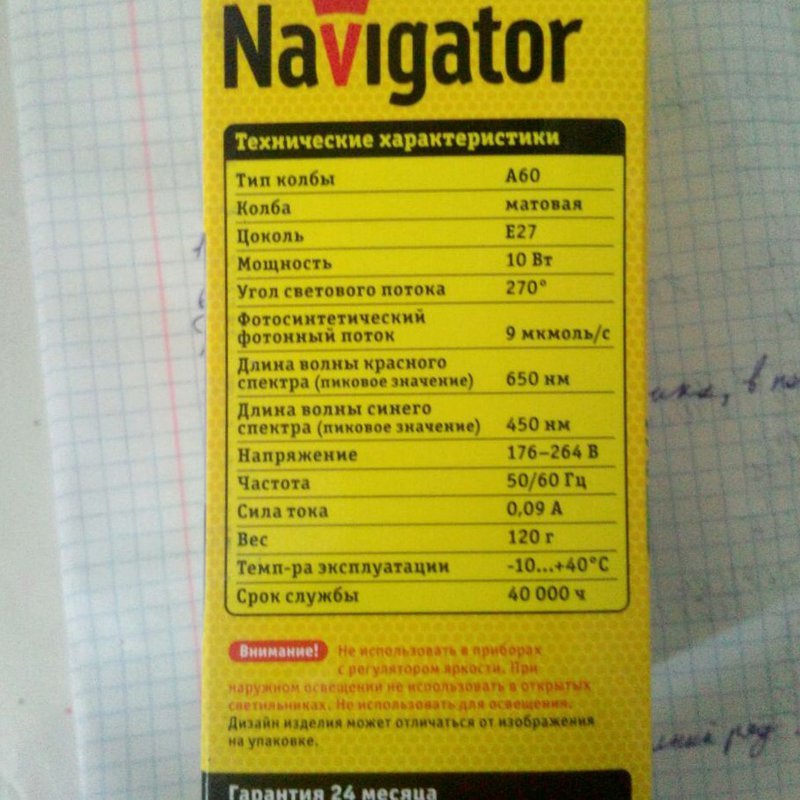 Navigator
Технические характеристики
Тип колбы A60
Колба матовая
Цоколь E27
Мощность 10 Вт
Угол светового потока 270°
Фотосинтетический
фотонный поток 9 мкмоль/с
Длина волны красного
спектра (пиковое значение) 650 нм
Длина волны синего
спектра (пиковое значение) 450 нм
Напряжение 176–264 В
Частота 50/60 Гц
Сила тока 0,09 А
Вес 120 г
Темп-ра эксплуатации -10...+40°C
Срок службы 40 000 ч
Внимание! Не использовать в приборах
с регулятором яркости. При
наружном освещении не использовать в открытых
светильниках. Не использовать для освещения.
Дизайн изделия может отличаться от изображения
на упаковке.
Гарантия 24 месяца